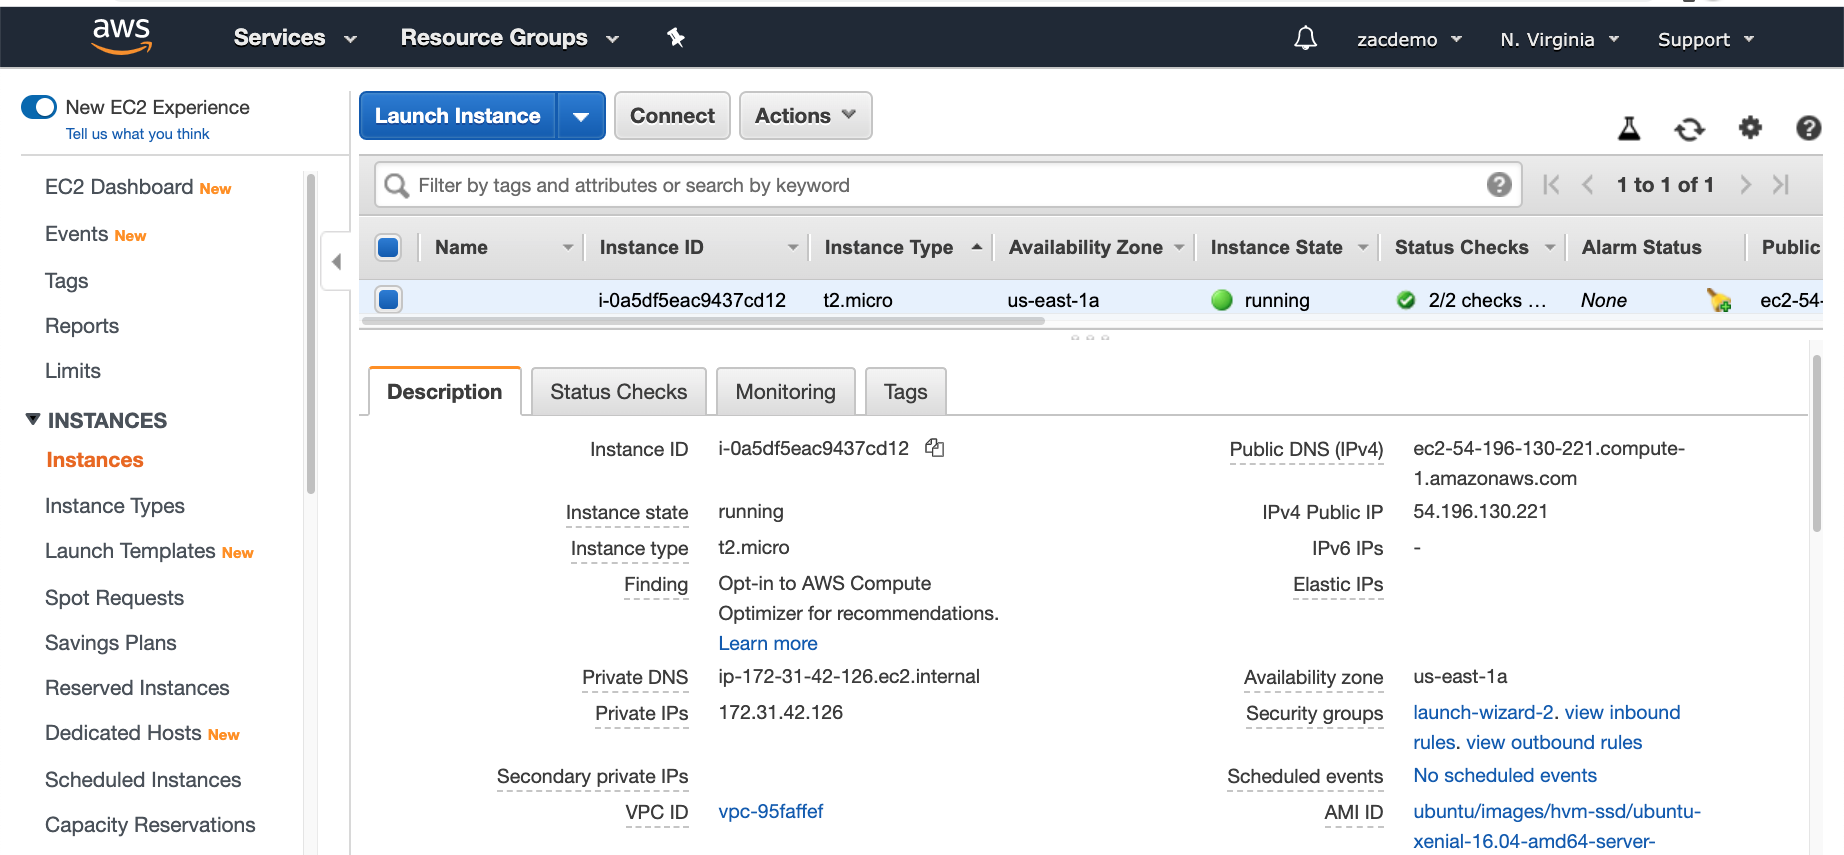 aws
Services
Resource Groups
zacdemo
N. Virginia
Support
New EC2 Experience
Tell us what you think
EC2 Dashboard New
Events New
Tags
Reports
Limits
INSTANCES
Instances
Instance Types
Launch Templates New
Spot Requests
Savings Plans
Reserved Instances
Dedicated Hosts New
Scheduled Instances
Capacity Reservations
Launch Instance
Connect
Actions
Filter by tags and attributes or search by keyword
1 to 1 of 1
Name Instance ID Instance Type Availability Zone Instance State Status Checks Alarm Status Public
i-0a5df5eac9437cd12 t2.micro us-east-1a running 2/2 checks ... None ec2-54-
Description
Status Checks
Monitoring
Tags
Instance ID i-0a5df5eac9437cd12
Instance state running
Instance type t2.micro
Finding Opt-in to AWS Compute
Optimizer for recommendations.
Learn more
Private DNS ip-172-31-42-126.ec2.internal
Private IPs 172.31.42.126
Secondary private IPs
VPC ID vpc-95faffef
Public DNS (IPv4) ec2-54-196-130-221.compute-
1.amazonaws.com
IPv4 Public IP 54.196.130.221
IPv6 IPs -
Elastic IPs
Availability zone us-east-1a
Security groups launch-wizard-2. view inbound
rules. view outbound rules
Scheduled events No scheduled events
AMI ID ubuntu/images/hvm-ssd/ubuntu-
xenial-16.04-amd64-server-